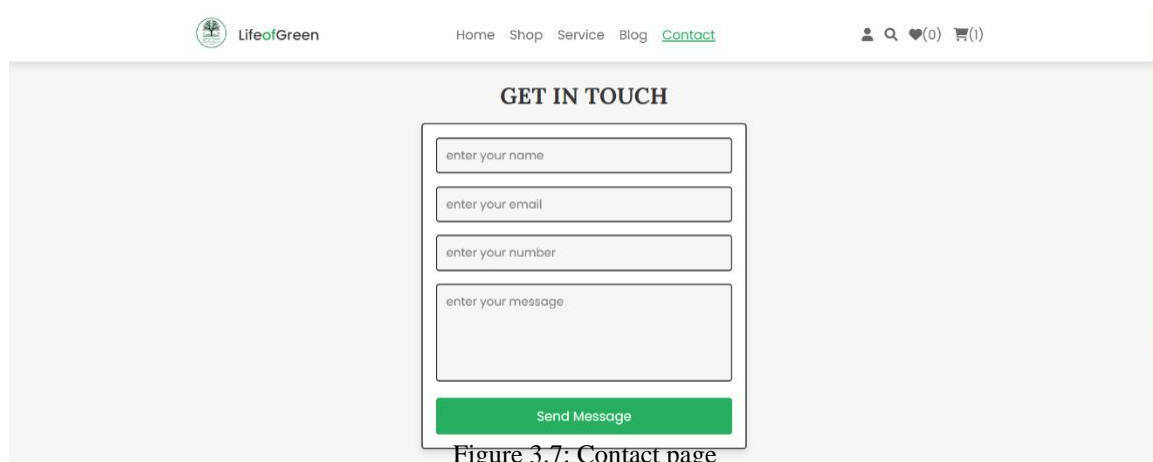 LifeofGreen
Home Shop Service Blog Contact
(0) (1)
GET IN TOUCH
enter your name
enter your email
enter your number
enter your message
Send Message
Figure 3.7: Contact page